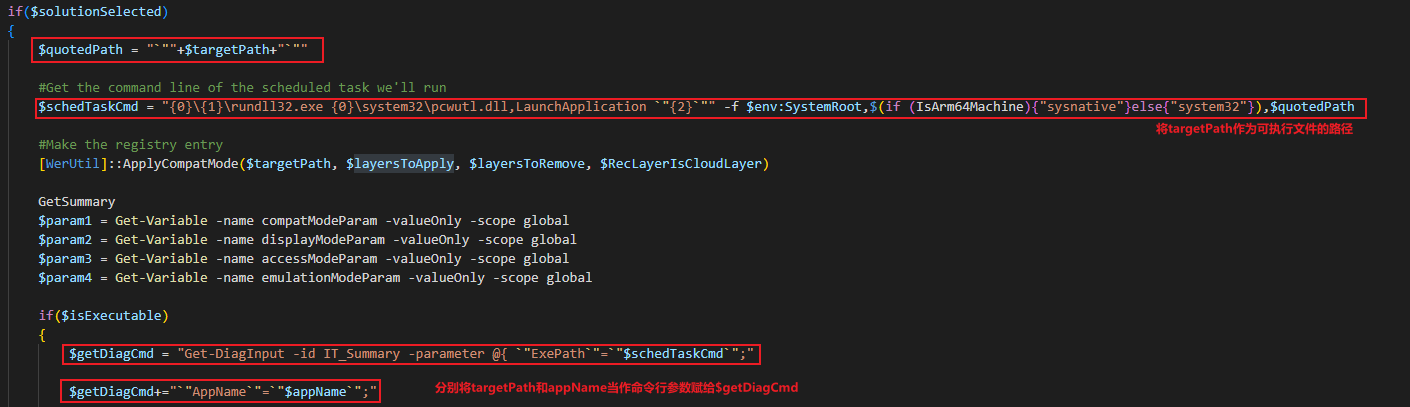 if($solutionSelected)
{
$quotedPath = "`""+$targetPath+"`""
#Get the command line of the scheduled task we'll run
$schedTaskCmd = "{0}\{1}\rundll32.exe {0}\system32\pcwutl.dll,LaunchApplication `"{2}`"" -f $env:SystemRoot,$(if (IsArm64Machine){"sysnative"}else{"system32"}),$quotedPath
将targetPath作为可执行文件的路径
#Make the registry entry
[WerUtil]::ApplyCompatMode($targetPath, $layersToApply, $layersToRemove, $RecLayerIsCloudLayer)
GetSummary
$param1 = Get-Variable -name compatModeParam -valueOnly -scope global
$param2 = Get-Variable -name displayModeParam -valueOnly -scope global
$param3 = Get-Variable -name accessModeParam -valueOnly -scope global
$param4 = Get-Variable -name emulationModeParam -valueOnly -scope global
if($isExecutable)
{
$getDiagCmd = "Get-DiagInput -id IT_Summary -parameter @{ `"ExePath`"=`"$schedTaskCmd`";"
$getDiagCmd+="`"AppName`"=`"$appName`";" 分别将targetPath和appName当作命令行参数赋给$getDiagCmd